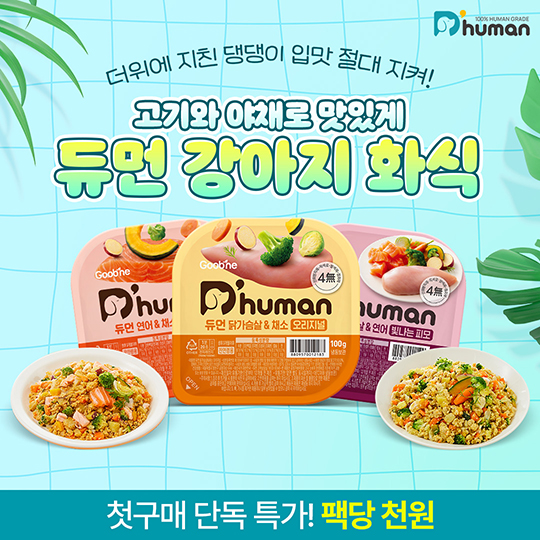 100% HUMAN GRADE
D'human
더위에 지친 댕댕이 입맛 절대 지켜!
고기와 야채로 맛있게
듀먼 강아지 화식
Goobne
D'hum
듀먼 연어 & 채소
Goobne
4無
D'human
듀먼 닭가슴살 & 채소 오리지널
100g
8809570012183
4無
human
& 연어 빛나는 피모
첫구매 단독 특가! 팩당 천원